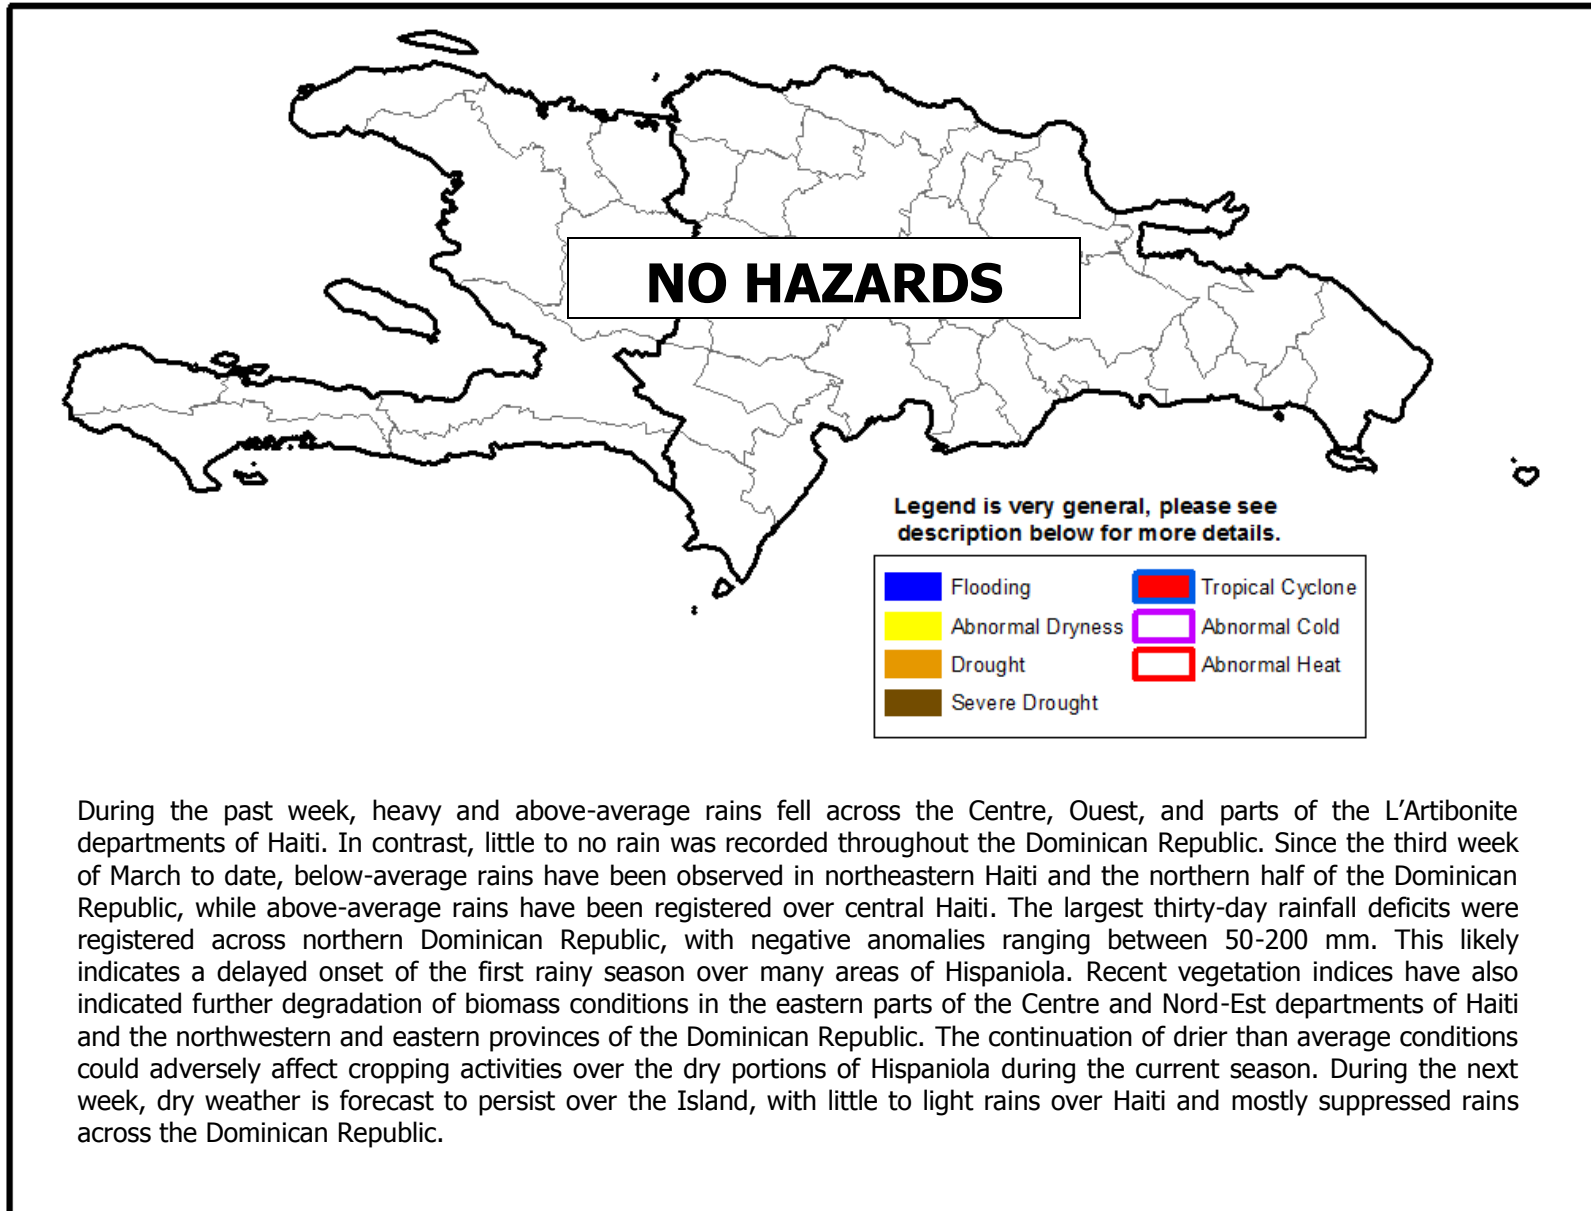 NO HAZARDS
Legend is very general, please see
description below for more details.
Flooding
Tropical Cyclone
Abnormal Dryness
Abnormal Cold
Drought
Abnormal Heat
Severe Drought
During the past week, heavy and above-average rains fell across the Centre, Ouest, and parts of the L’Artibonite
departments of Haiti. In contrast, little to no rain was recorded throughout the Dominican Republic. Since the third week
of March to date, below-average rains have been observed in northeastern Haiti and the northern half of the Dominican
Republic, while above-average rains have been registered over central Haiti. The largest thirty-day rainfall deficits were
registered across northern Dominican Republic, with negative anomalies ranging between 50-200 mm. This likely
indicates a delayed onset of the first rainy season over many areas of Hispaniola. Recent vegetation indices have also
indicated further degradation of biomass conditions in the eastern parts of the Centre and Nord-Est departments of Haiti
and the northwestern and eastern provinces of the Dominican Republic. The continuation of drier than average conditions
could adversely affect cropping activities over the dry portions of Hispaniola during the current season. During the next
week, dry weather is forecast to persist over the Island, with little to light rains over Haiti and mostly suppressed rains
across the Dominican Republic.